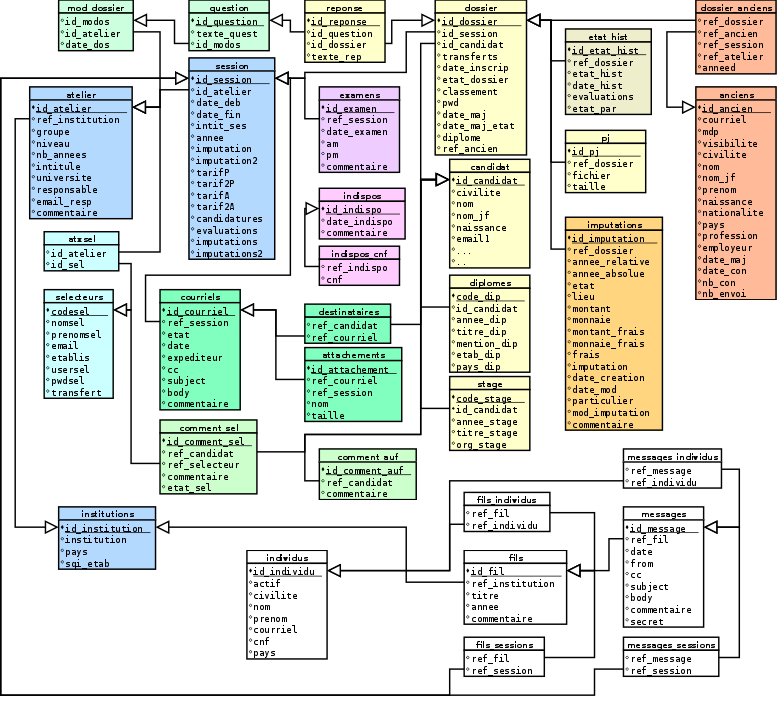 mod dossier
id_modos
id_atelier
date_dos
question
id_question
texte_quest
id_modos
reponse
id_reponse
id_question
id_dossier
texte_rep
dossier
id_dossier
id_session
id_candidat
transferts
date_inscrip
etat_dossier
classement
pwd
date_maj
date_maj_etat
diplome
ref_ancien
etat hist
id_etat_hist
ref_dossier
etat_hist
date_hist
evaluations
etat_par
dossier anciens
ref_dossier
ref_ancien
ref_session
ref_atelier
anneed
session
id_session
id_atelier
date_deb
date_fin
intit_ses
annee
imputation
imputation2
tarifP
tarif2P
tarifA
tarif2A
candidatures
evaluations
imputations
imputations2
atelier
id_atelier
ref_institution
groupe
niveau
nb_annees
intitule
universite
responsable
email_resp
commentaire
examens
id_examen
ref_session
date_examen
am
pm
commentaire
anciens
id_ancien
courriel
mdp
visibilite
civilite
nom
nom_jf
prenom
naissance
nationalite
pays
profession
employeur
date_maj
date_con
nb_con
nb_envoi
pj
id_pj
ref_dossier
fichier
taille
candidat
id_candidat
civilite
nom
nom_jf
naissance
email1
...
..
indispos
id_indispo
date_indispo
commentaire
indispos cnf
ref_indispo
cnf
imputations
id_imputation
ref_dossier
annee_relative
annee_absolue
etat
lieu
montant
monnaie
montant_frais
monnaie_frais
frais
imputation
date_creation
date_mod
particulier
mod_imputation
commentaire
atxsel
id_atelier
id_sel
selecteurs
codesel
nomsel
prenomsel
email
etablis
usersel
pwdsel
transfert
courriels
id_courriel
ref_session
etat
date
expediteur
cc
subject
body
commentaire
destinataires
ref_candidat
ref_courriel
attachements
id_attachement
ref_courriel
ref_session
nom
taille
diplomes
code_dip
id_candidat
annee_dip
titre_dip
mention_dip
etab_dip
pays_dip
stage
code_stage
id_candidat
annee_stage
titre_stage
org_stage
comment sel
id_comment_sel
ref_candidat
ref_selecteur
commentaire
etat_sel
comment auf
id_comment_auf
ref_candidat
commentaire
messages individus
ref_message
ref_individu
institutions
id_institution
institution
pays
sqi_etab
fils individus
ref_fil
ref_individu
messages
id_message
ref_fil
date
from
cc
subject
body
commentaire
secret
individus
id_individu
actif
civilite
nom
prenom
courriel
cnf
pays
fils
id_fil
ref_institution
titre
annee
commentaire
fils sessions
ref_fil
ref_session
messages sessions
ref_message
ref_session